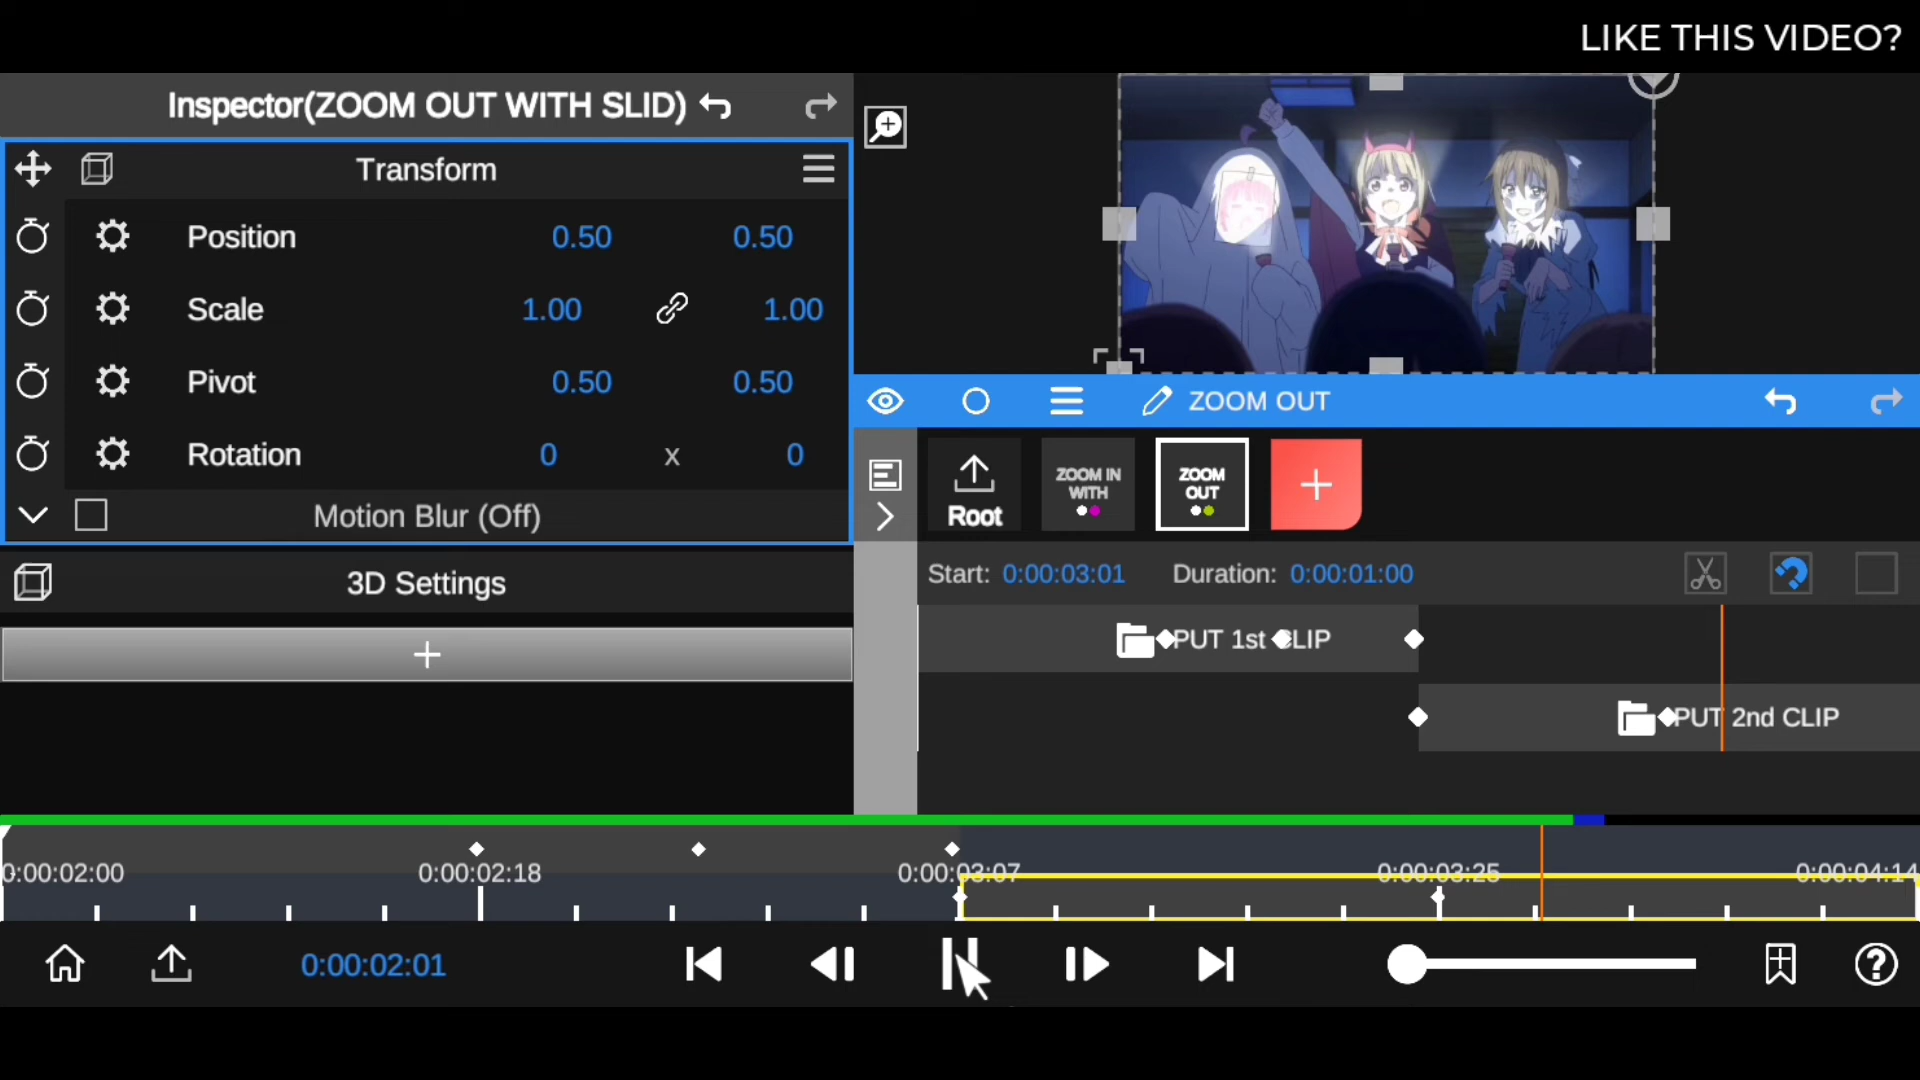 LIKE THIS VIDEO?
Inspector(ZOOM OUT WITH SLID)
Transform
Position 0.50 0.50
Scale 1.00 1.00
Pivot 0.50 0.50
Rotation 0 x 0
Motion Blur (Off)
3D Settings
+
ZOOM OUT
Root
ZOOM IN
WITH
ZOOM
OUT
+
Start: 0:00:03:01 Duration: 0:00:01:00
PUT 1st CLIP
PUT 2nd CLIP
0:00:02:00 0:00:02:18 0:00:03:07 0:00:03:25 0:00:04:14
0:00:02:01